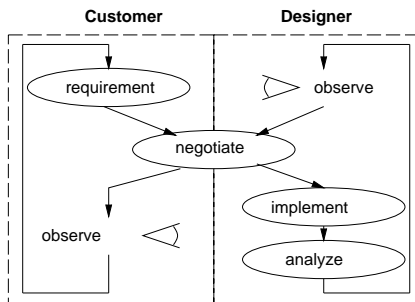 Customer
Designer
requirement
observe
negotiate
implement
observe
analyze